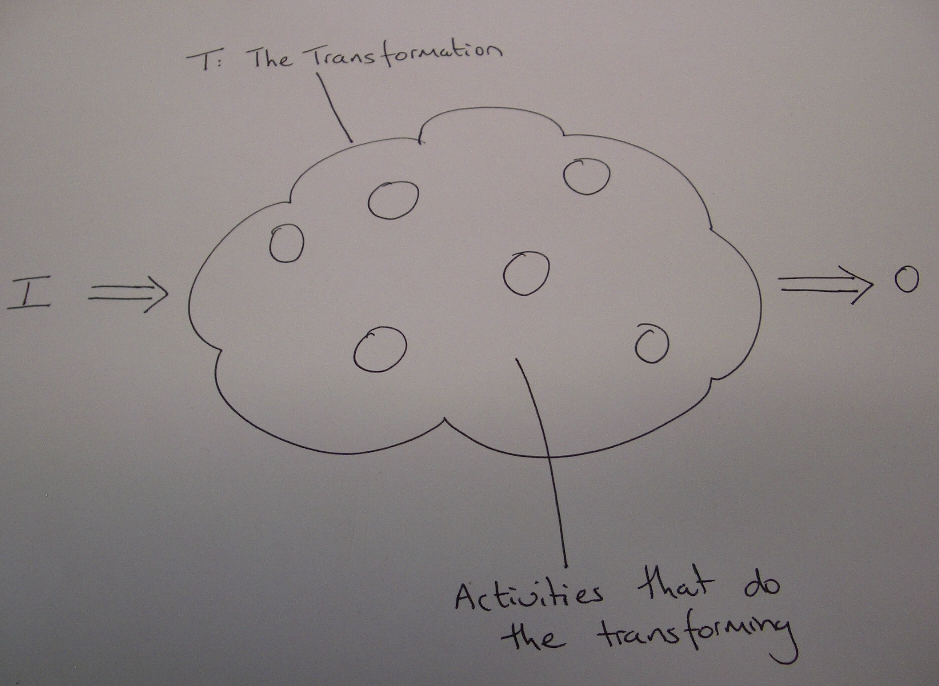 T: The Transformation
I
O
Activities that do
the transforming